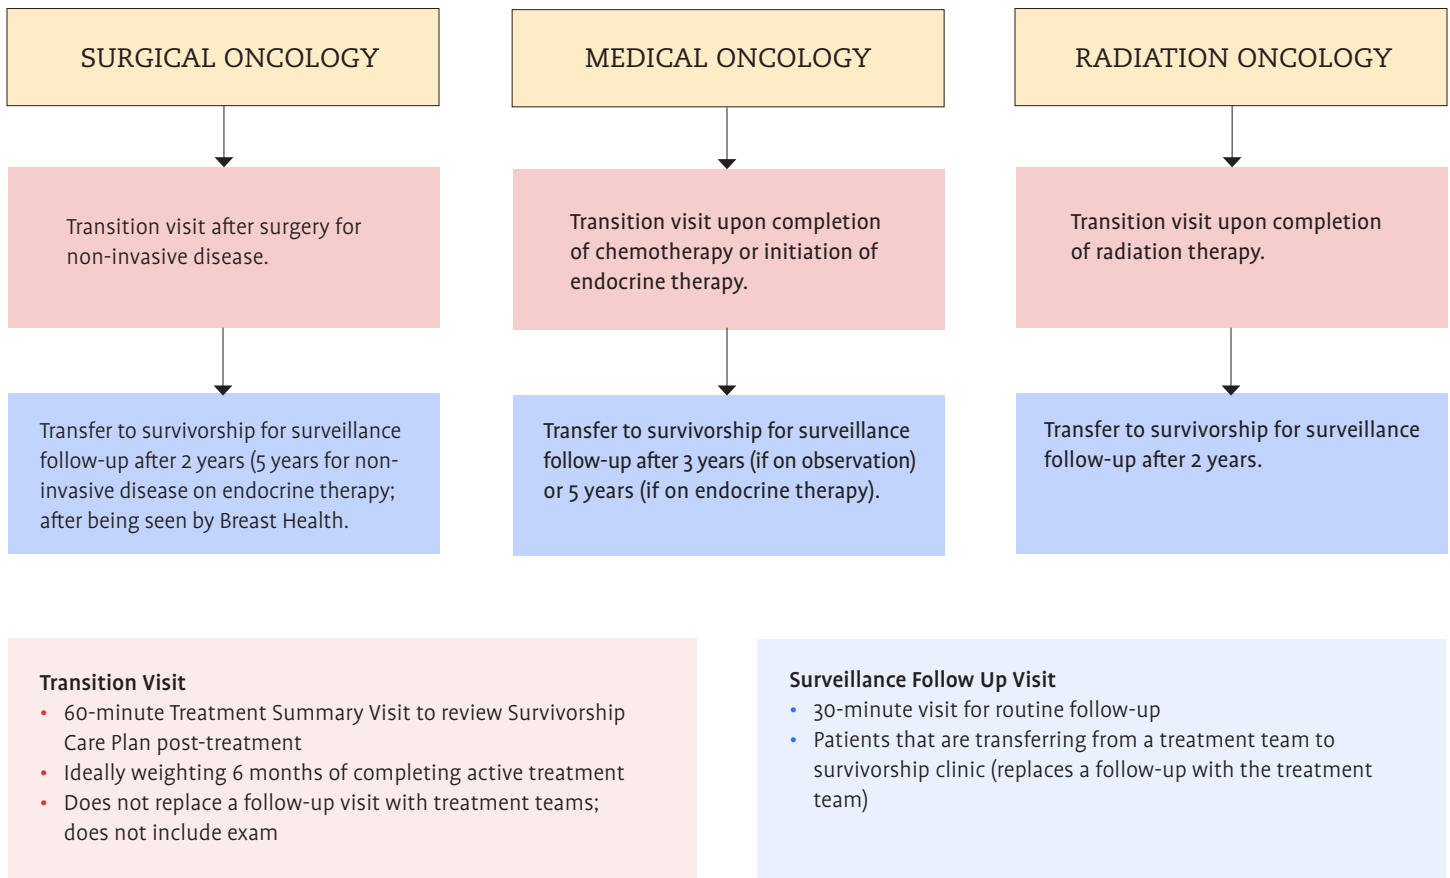 SURGICAL ONCOLOGY
MEDICAL ONCOLOGY
RADIATION ONCOLOGY
Transition visit after surgery for
non-invasive disease.
Transition visit upon completion
of chemotherapy or initiation of
endocrine therapy.
Transition visit upon completion
of radiation therapy.
Transfer to survivorship for surveillance
follow-up after 2 years (5 years for non-
invasive disease on endocrine therapy;
after being seen by Breast Health.
Transfer to survivorship for surveillance
follow-up after 3 years (if on observation)
or 5 years (if on endocrine therapy).
Transfer to survivorship for surveillance
follow-up after 2 years.
Transition Visit
• 60-minute Treatment Summary Visit to review Survivorship
Care Plan post-treatment
• Ideally weighting 6 months of completing active treatment
• Does not replace a follow-up visit with treatment teams;
does not include exam
Surveillance Follow Up Visit
• 30-minute visit for routine follow-up
• Patients that are transferring from a treatment team to
survivorship clinic (replaces a follow-up with the treatment
team)